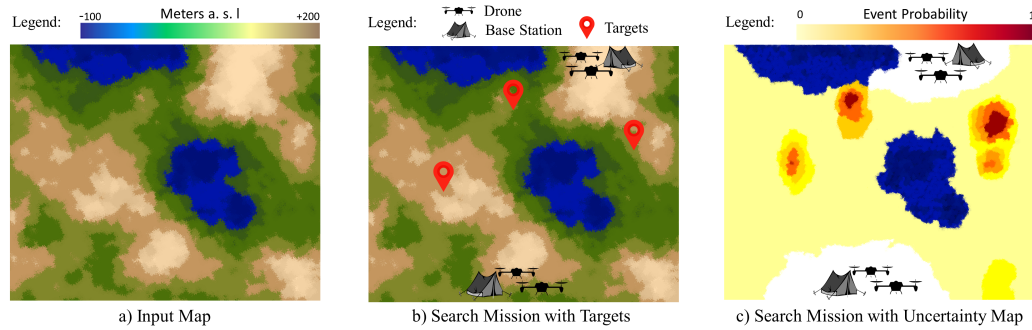 Legend:
Meters a. s. l
-100
+200
a) Input Map
Legend:
Drone
Base Station
Targets
b) Search Mission with Targets
Legend:
0
Event Probability
1
c) Search Mission with Uncertainty Map